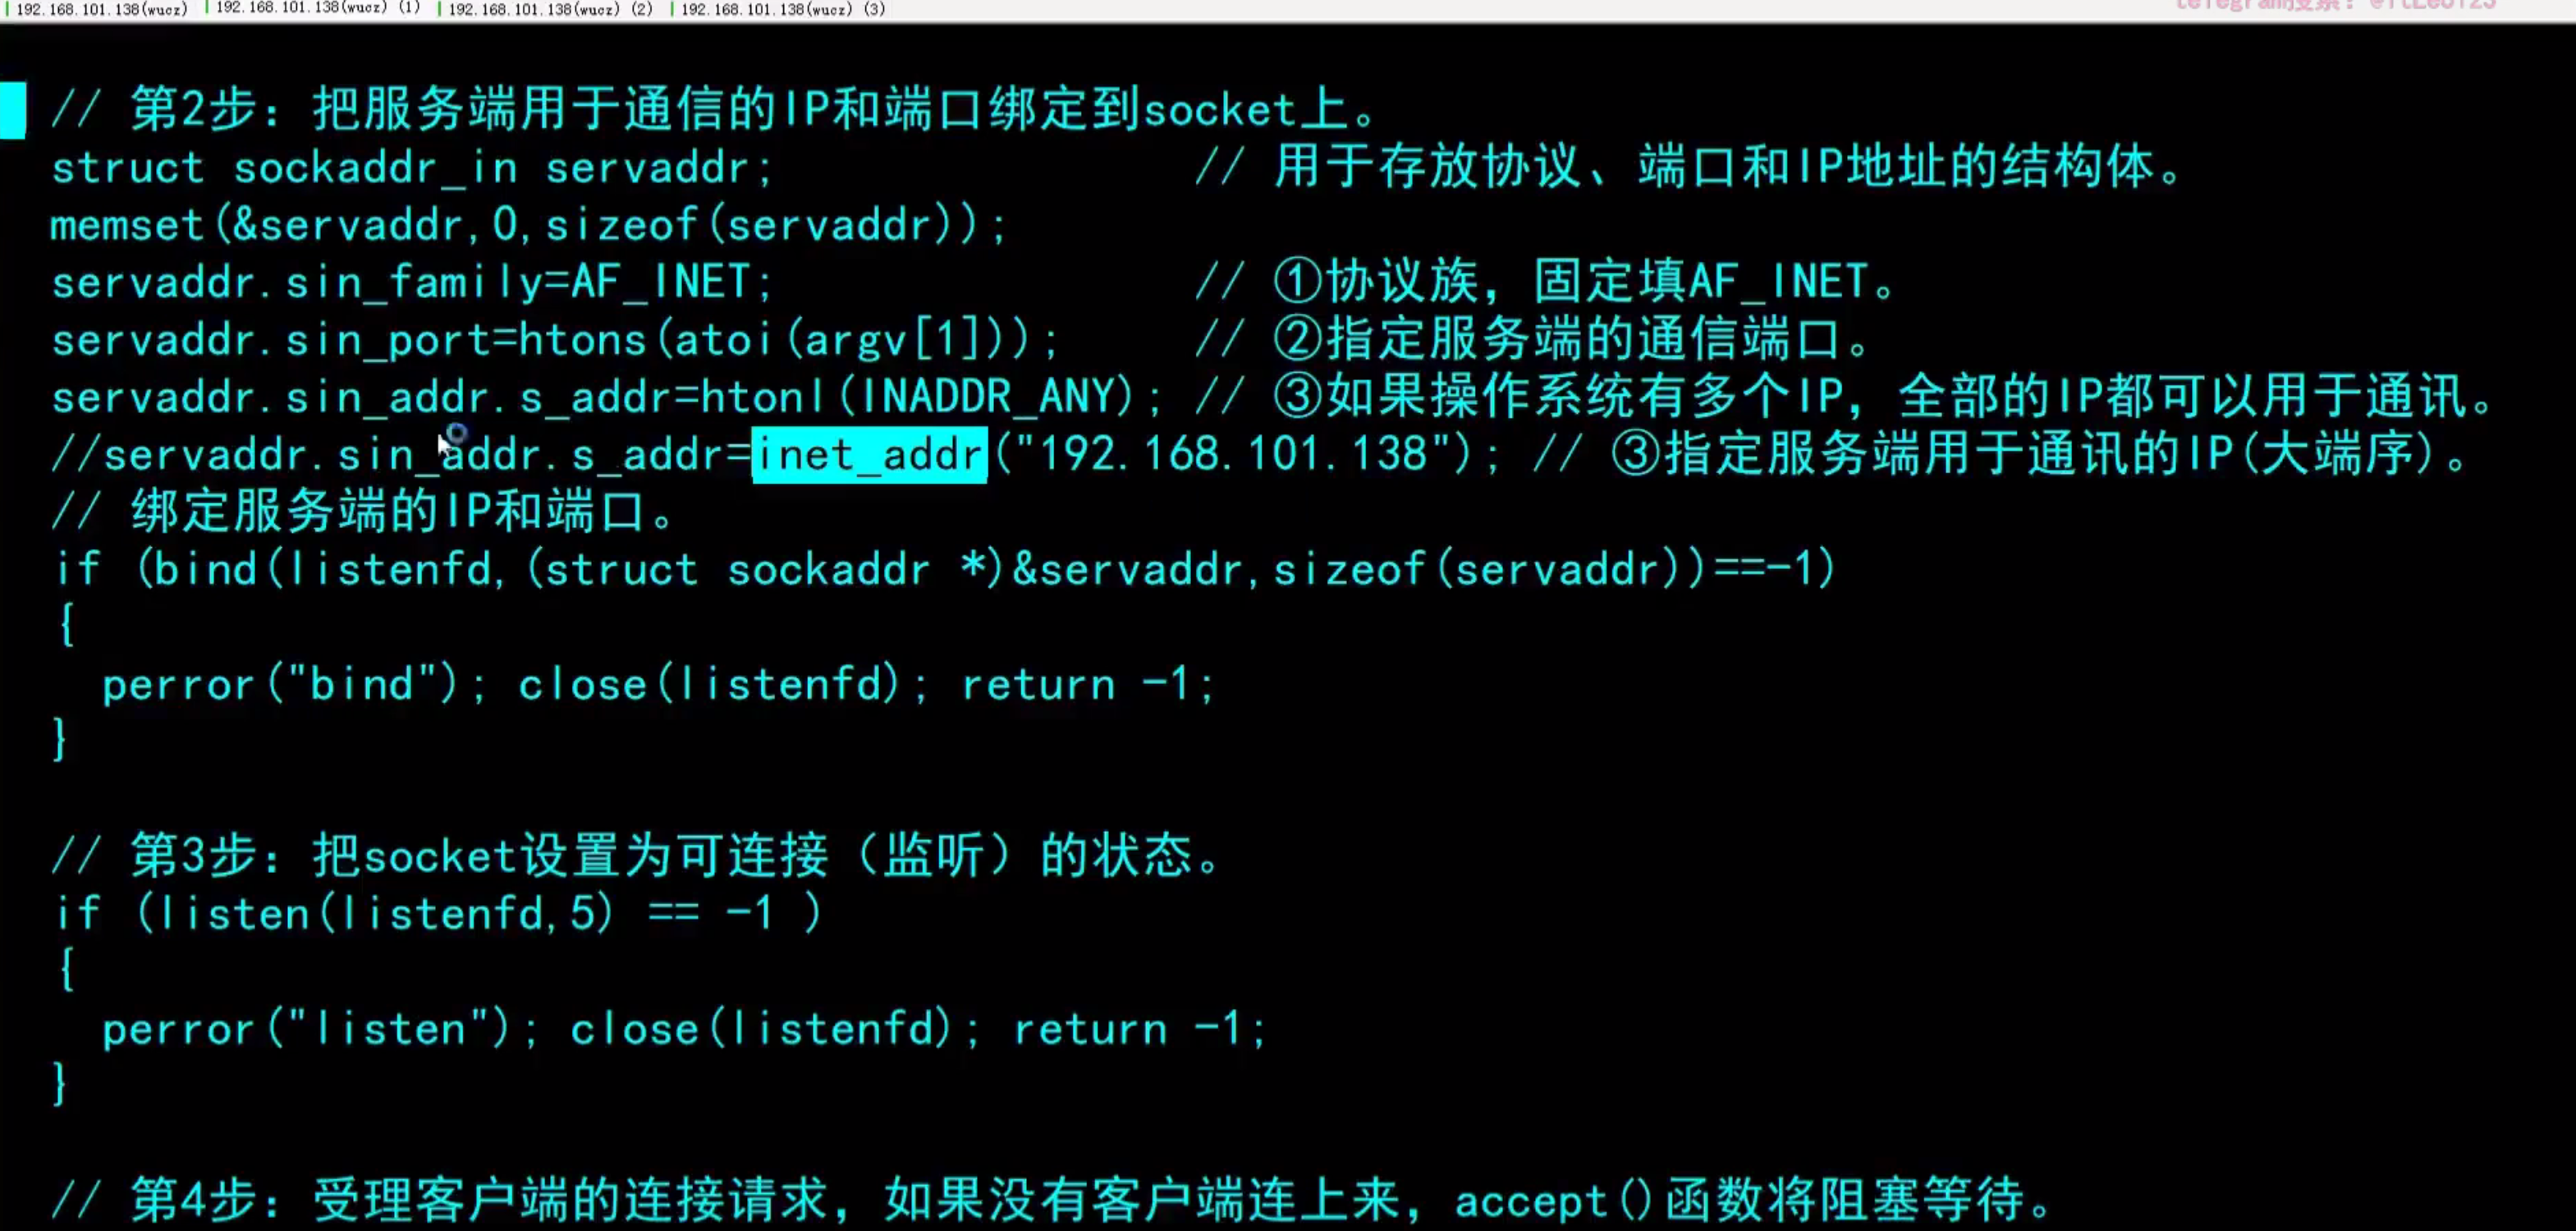 192.168.101.138(wucz) 192.168.101.138(wucz) (1) 192.168.101.138(wucz) (2) 192.168.101.138(wucz) (3)
// 第2步：把服务端用于通信的IP和端口绑定到socket上。
struct sockaddr_in servaddr; // 用于存放协议、端口和IP地址的结构体。
memset(&servaddr,0,sizeof(servaddr));
servaddr.sin_family=AF_INET; // ①协议族，固定填AF_INET。
servaddr.sin_port=htons(atoi(argv[1])); // ②指定服务端的通信端口。
servaddr.sin_addr.s_addr=htonl(INADDR_ANY); // ③如果操作系统有多个IP，全部的IP都可以用于通讯。
//servaddr.sin_addr.s_addr=inet_addr("192.168.101.138"); // ③指定服务端用于通讯的IP(大端序)。
// 绑定服务端的IP和端口。
if (bind(listenfd,(struct sockaddr *)&servaddr,sizeof(servaddr))==-1)
{
perror("bind"); close(listenfd); return -1;
}
// 第3步：把socket设置为可连接（监听）的状态。
if (listen(listenfd,5) == -1 )
{
perror("listen"); close(listenfd); return -1;
}
// 第4步：受理客户端的连接请求，如果没有客户端连上来，accept()函数将阻塞等待。